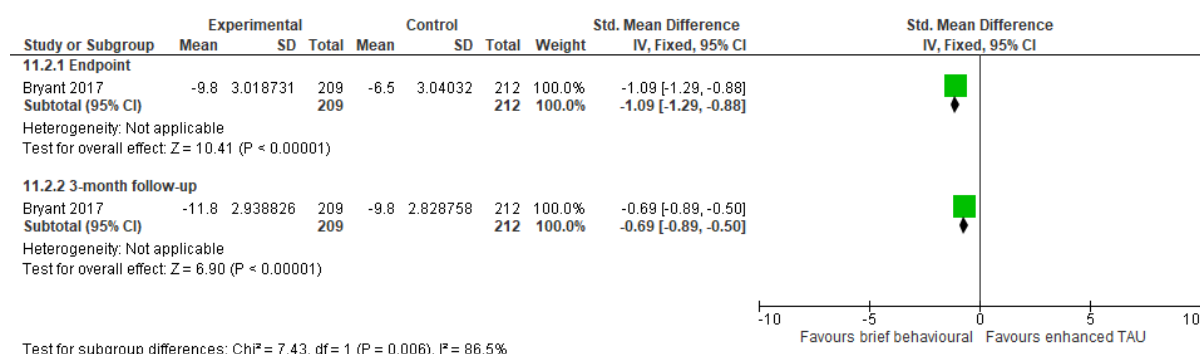 Experimental Control Std. Mean Difference Std. Mean Difference
Study or Subgroup Mean SD Total Mean SD Total Weight IV, Fixed, 95% CI IV, Fixed, 95% CI
11.2.1 Endpoint
Bryant 2017 -9.8 3.018731 209 -6.5 3.04032 212 100.0% -1.09 [-1.29, -0.88]
Subtotal (95% CI) 209 212 100.0% -1.09 [-1.29, -0.88]
Heterogeneity: Not applicable
Test for overall effect: Z = 10.41 (P < 0.00001)
11.2.2 3-month follow-up
Bryant 2017 -11.8 2.938826 209 -9.8 2.828758 212 100.0% -0.69 [-0.89, -0.50]
Subtotal (95% CI) 209 212 100.0% -0.69 [-0.89, -0.50]
Heterogeneity: Not applicable
Test for overall effect: Z = 6.90 (P < 0.00001)
-10 -5 0 5 10
Favours brief behavioural Favours enhanced TAU
Test for subgroup differences: Chi² = 7.43, df = 1 (P = 0.006), I² = 86.5%